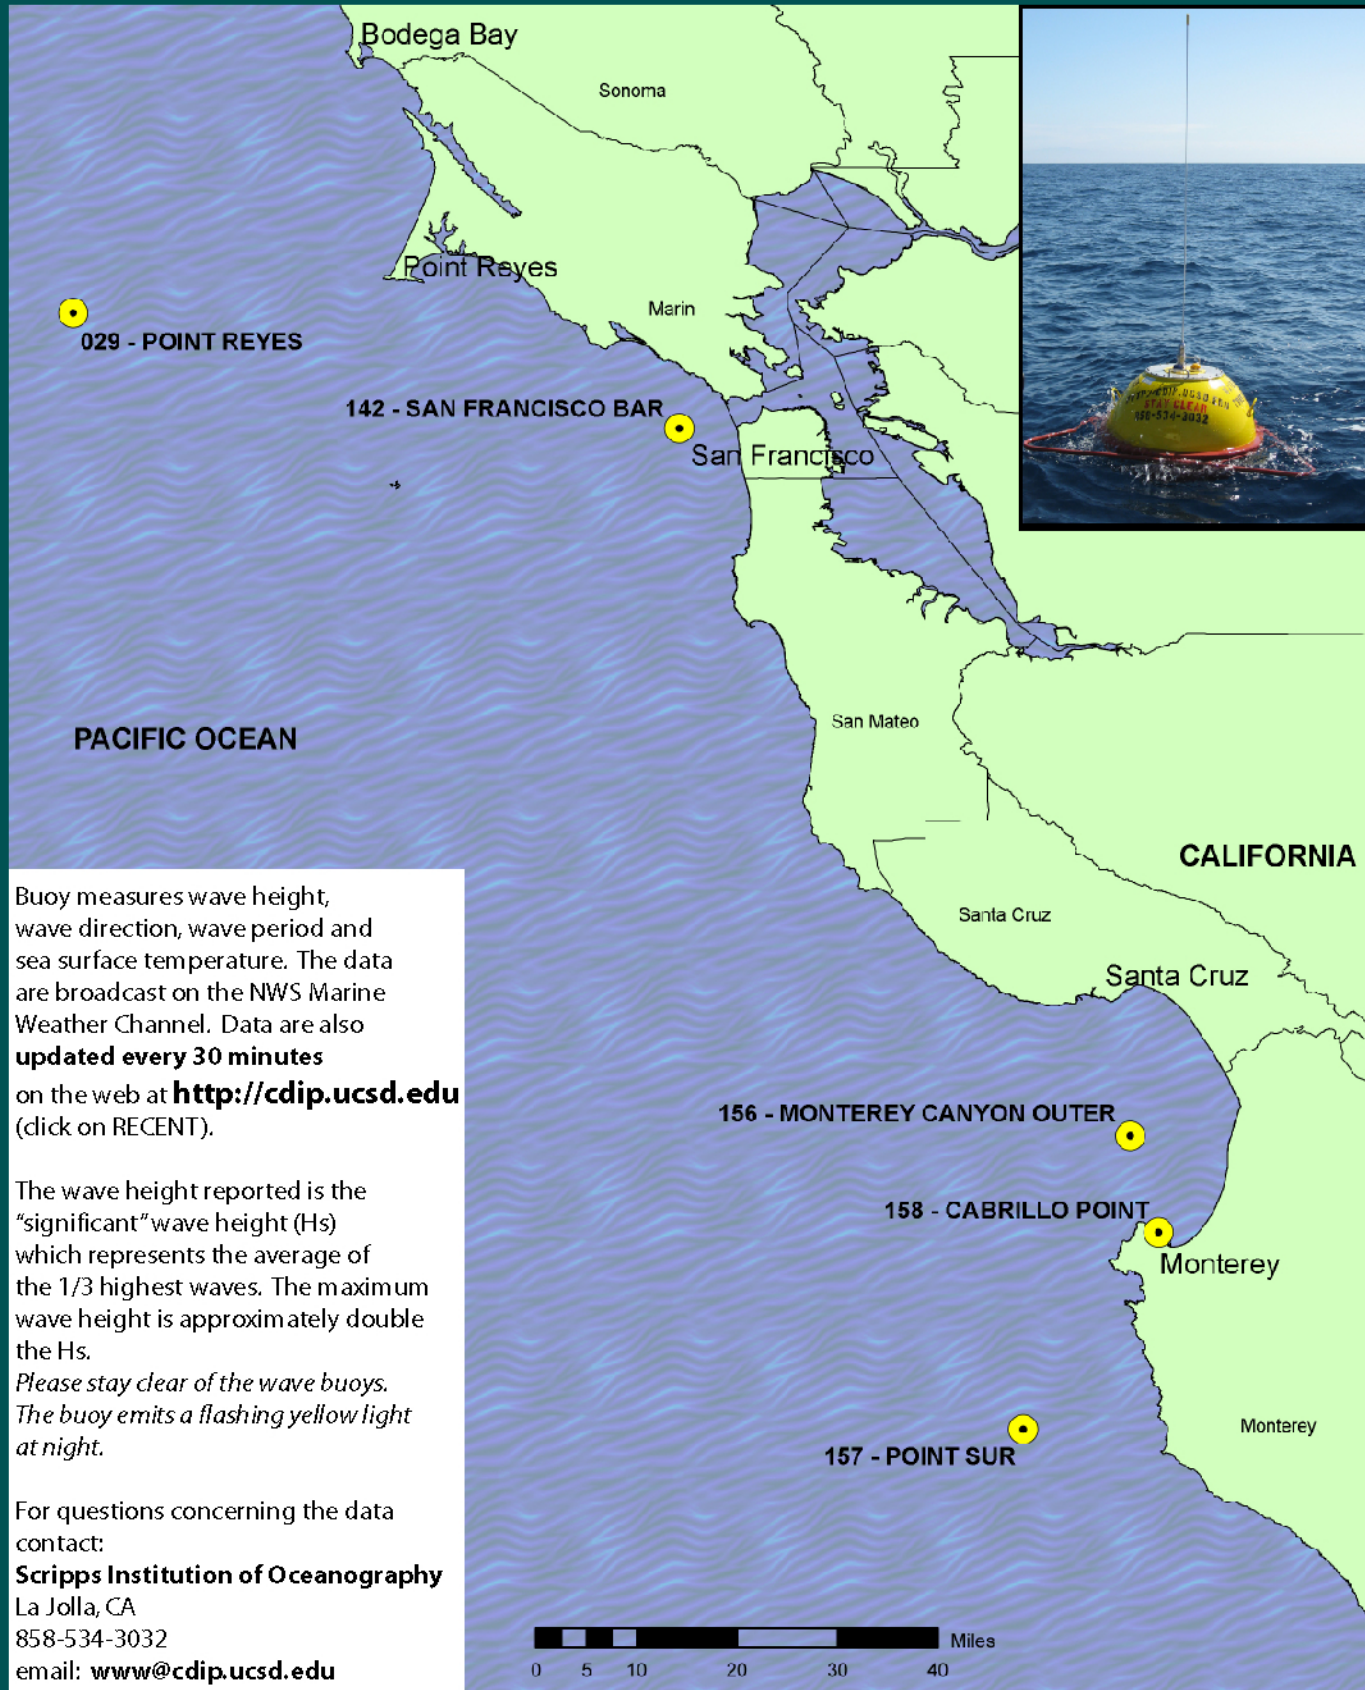 Bodega Bay
Sonoma
Point Reyes
Marin
029 - POINT REYES
142 - SAN FRANCISCO BAR
San Francisco
STAY CLEAR
858-534-3032
San Mateo
PACIFIC OCEAN
CALIFORNIA
Santa Cruz
Santa Cruz
156 - MONTEREY CANYON OUTER
158 - CABRILLO POINT
Monterey
Monterey
157 - POINT SUR
Buoy measures wave height,
wave direction, wave period and
sea surface temperature. The data
are broadcast on the NWS Marine
Weather Channel. Data are also
updated every 30 minutes
on the web at http://cdip.ucsd.edu
(click on RECENT).
The wave height reported is the
"significant" wave height (Hs)
which represents the average of
the 1/3 highest waves. The maximum
wave height is approximately double
the Hs.
Please stay clear of the wave buoys.
The buoy emits a flashing yellow light
at night.
For questions concerning the data
contact:
Scripps Institution of Oceanography
La Jolla, CA
858-534-3032
email: www@cdip.ucsd.edu
Miles
0 5 10 20 30 40